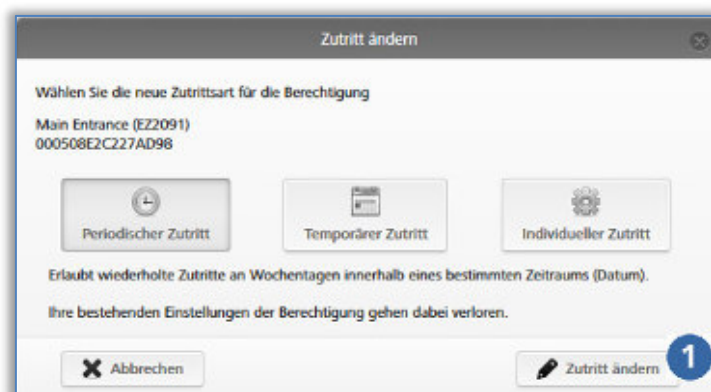 Zutritt ändern
Wählen Sie die neue Zutrittsart für die Berechtigung
Main Entrance (EZ2091)
000508E2C227AD98
Periodischer Zutritt
Temporärer Zutritt
Individueller Zutritt
Erlaubt wiederholte Zutritte an Wochentagen innerhalb eines bestimmten Zeitraums (Datum).
Ihre bestehenden Einstellungen der Berechtigung gehen dabei verloren.
Abbrechen
Zutritt ändern
1